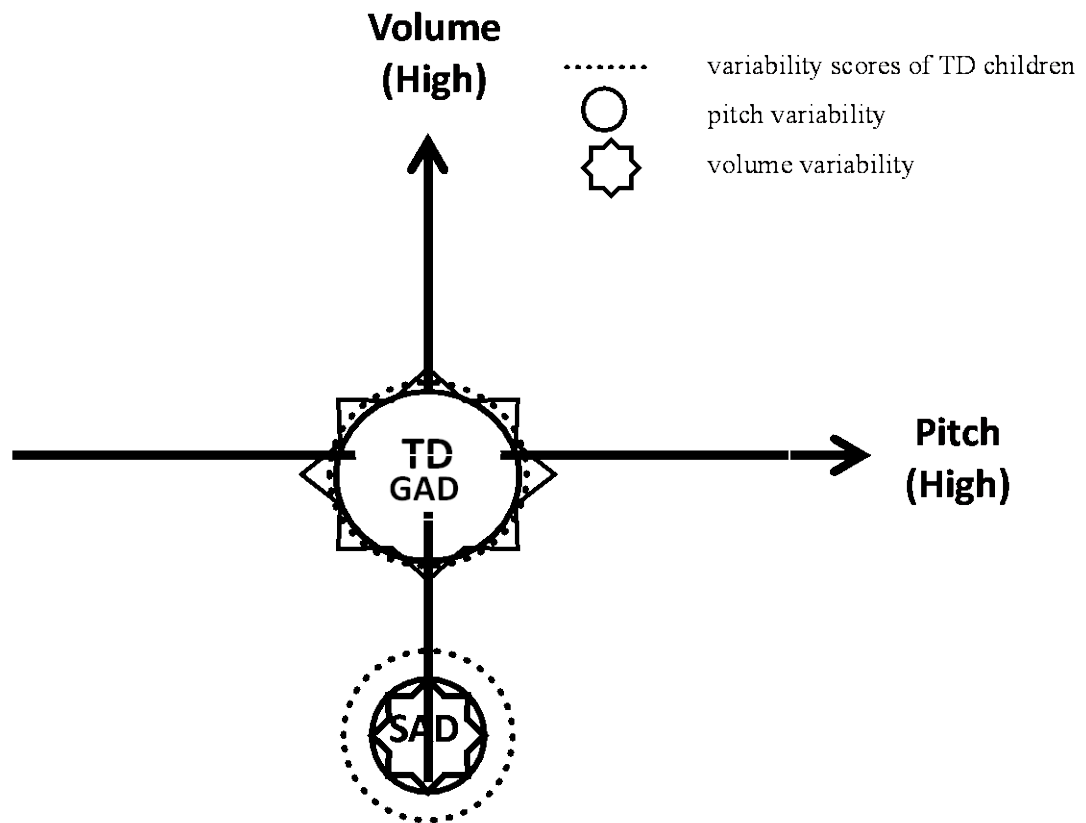 Volume
(High)
variability scores of TD children
pitch variability
volume variability
TD
GAD
Pitch
(High)
SAD